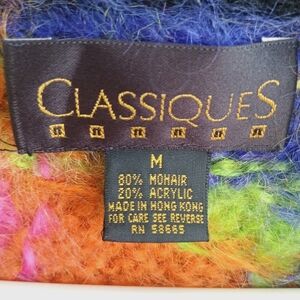 CLASSIQUES
M
80% MOHAIR
20% ACRYLIC
MADE IN HONG KONG
FOR CARE SEE REVERSE
RN 58665